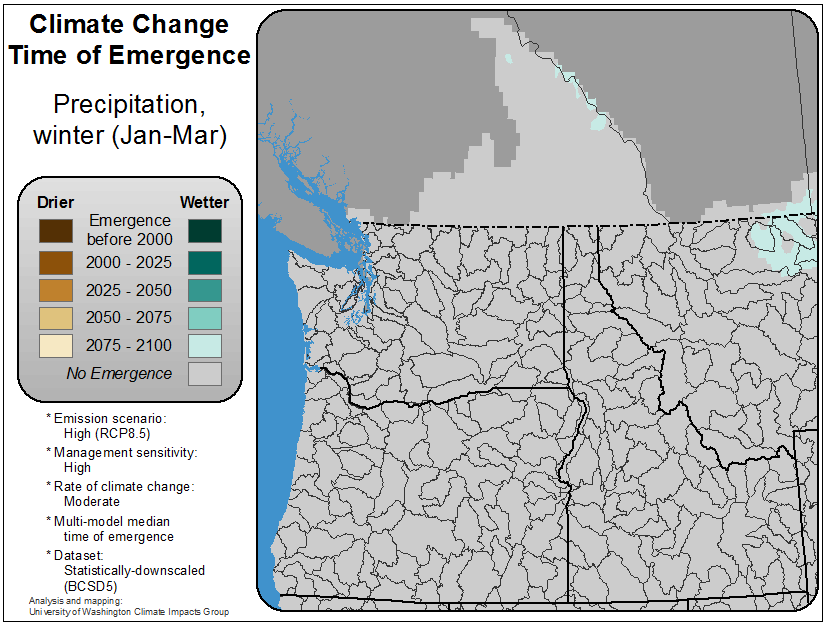 Climate Change
Time of Emergence
Precipitation,
winter (Jan-Mar)
Drier Wetter
Emergence
before 2000
2000 - 2025
2025 - 2050
2050 - 2075
2075 - 2100
No Emergence
* Emission scenario:
High (RCP8.5)
* Management sensitivity:
High
* Rate of climate change:
Moderate
* Multi-model median
time of emergence
* Dataset:
Statistically-downscaled
(BCSD5)
Analysis and mapping:
University of Washington Climate Impacts Group